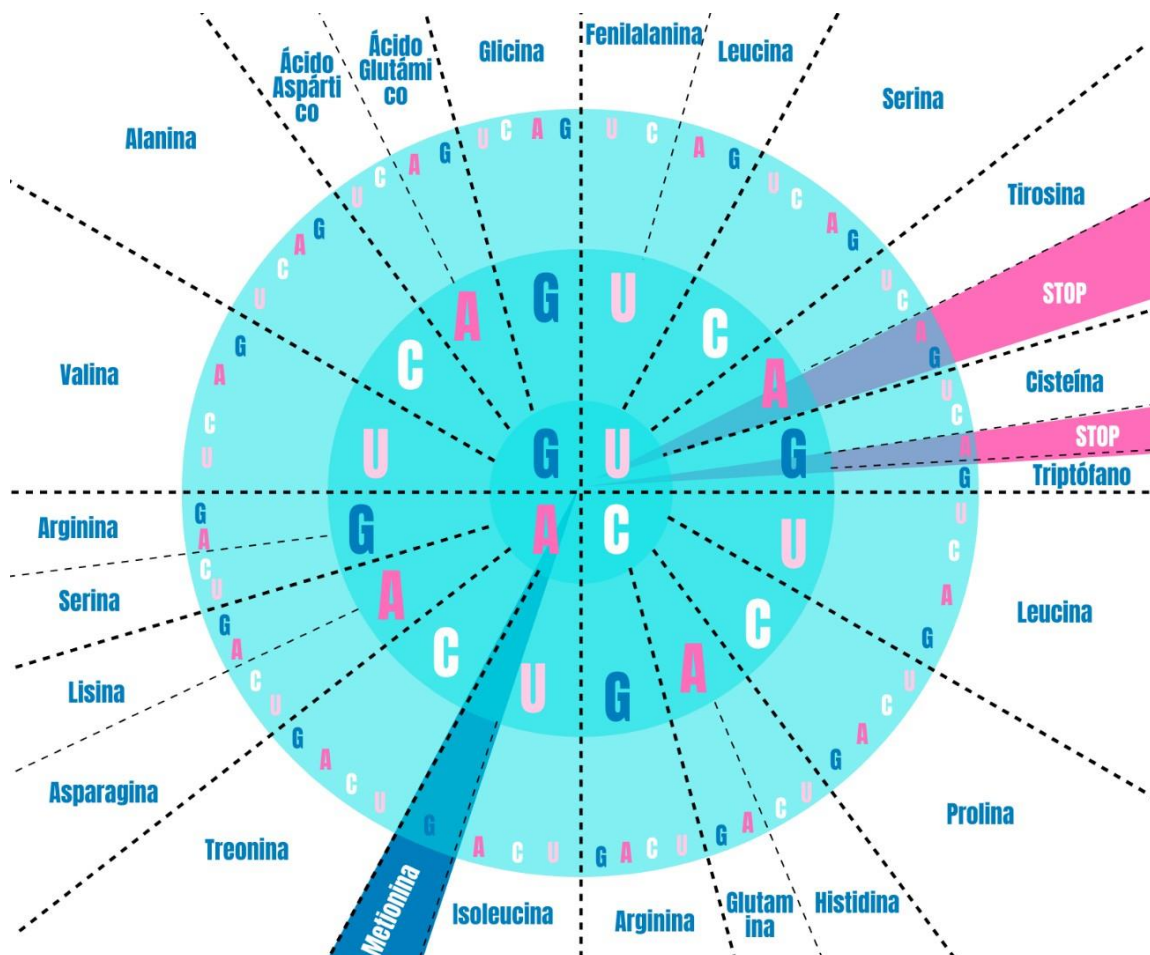 Fenilalanina
Leucina
Serina
Tirosina
STOP
Cisteína
STOP
Triptófano
Leucina
Prolina
Histidina
Glutam
ina
Arginina
Isoleucina
Metionina
Treonina
Asparagina
Lisina
Serina
Arginina
Valina
Alanina
Ácido
Aspárti
co
Ácido
Glutámi
co
Glicina
U C A G U C A G U C A G U C A G
U C A G U C A G U C A G U C A G
U C A G U C A G U C A G U C A G
U C A G U C A G U C A G U C A G
U C A G
U C A G
U C A G
U C A G
G U
A C